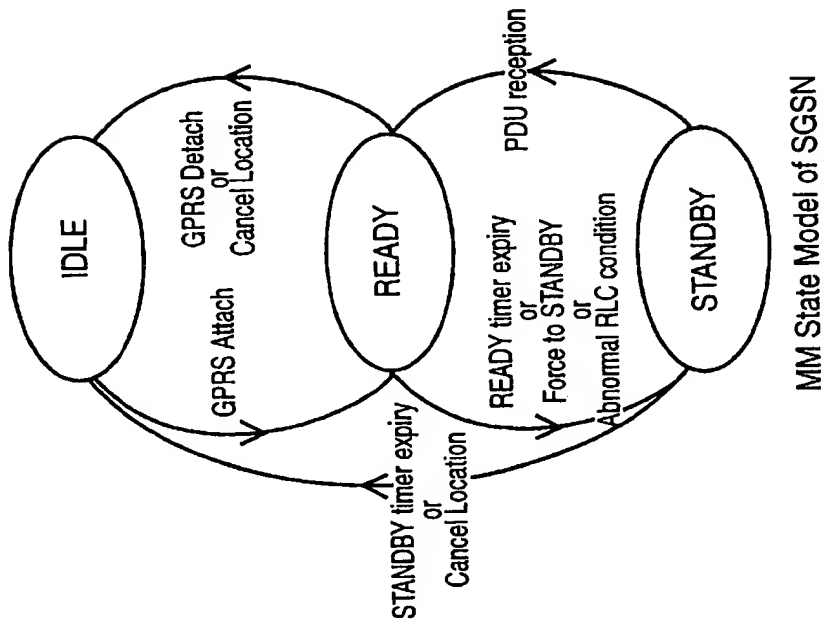 IDLE
GPRS Attach
GPRS Detach
or
Cancel Location
READY
STANDBY timer expiry
or
Cancel Location
READY timer expiry
or
Force to STANDBY
or
Abnormal RLC condition
PDU reception
STANDBY
MM State Model of SGSN